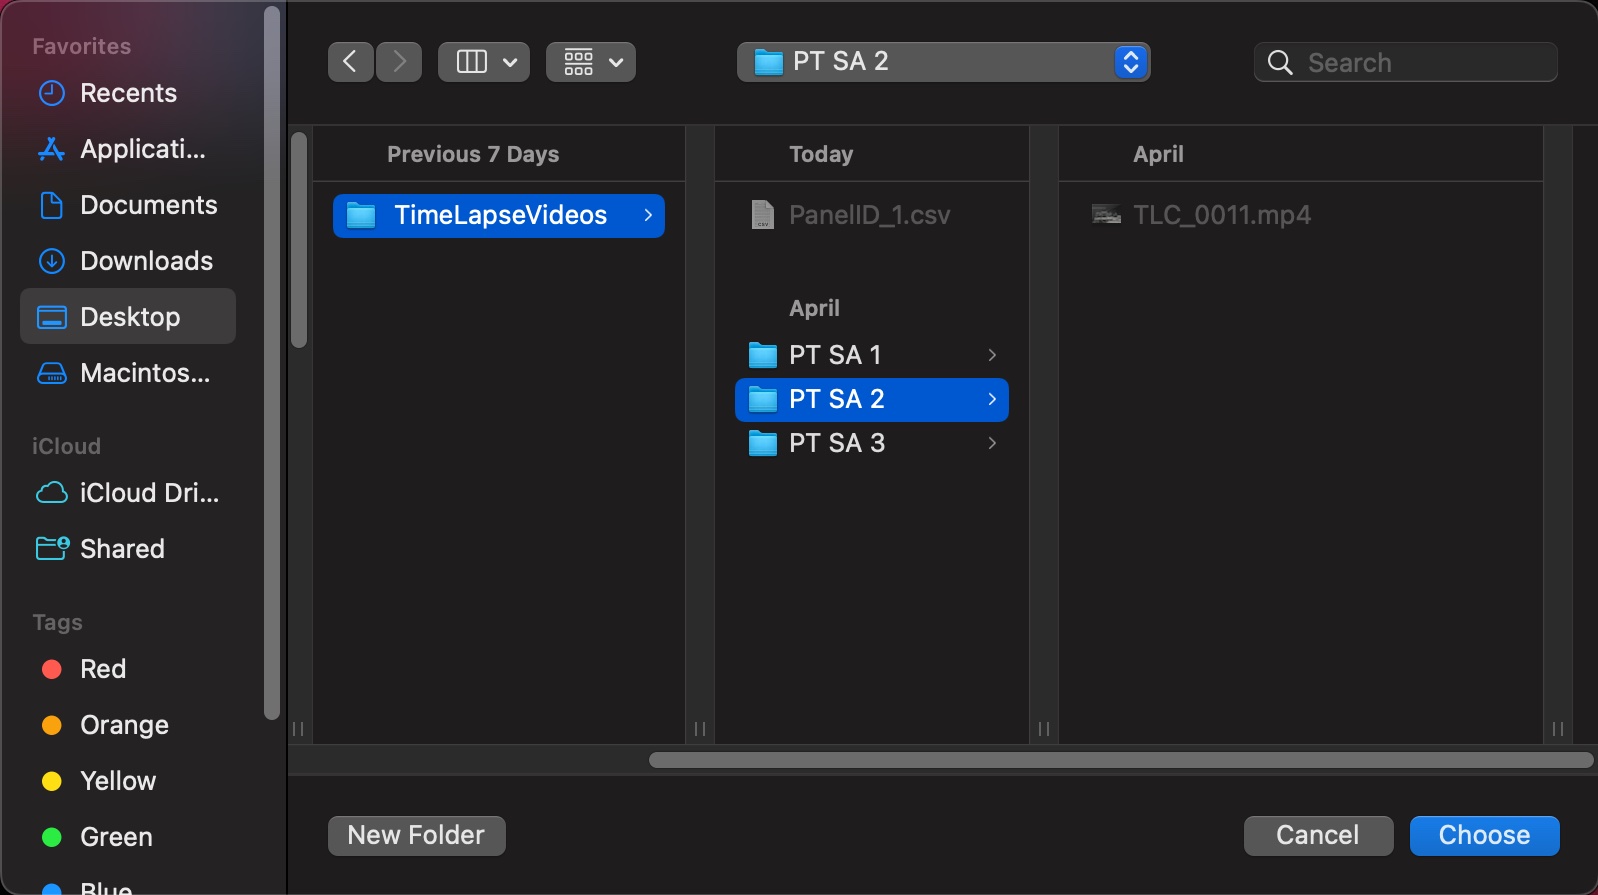 Favorites
Recents
Applicati...
Documents
Downloads
Desktop
Macintos...
iCloud
iCloud Dri...
Shared
Tags
Red
Orange
Yellow
Green
Blue
PT SA 2
Search
Previous 7 Days
TimeLapseVideos
Today
PanelID_1.csv
April
PT SA 1
PT SA 2
PT SA 3
April
TLC_0011.mp4
New Folder
Cancel
Choose